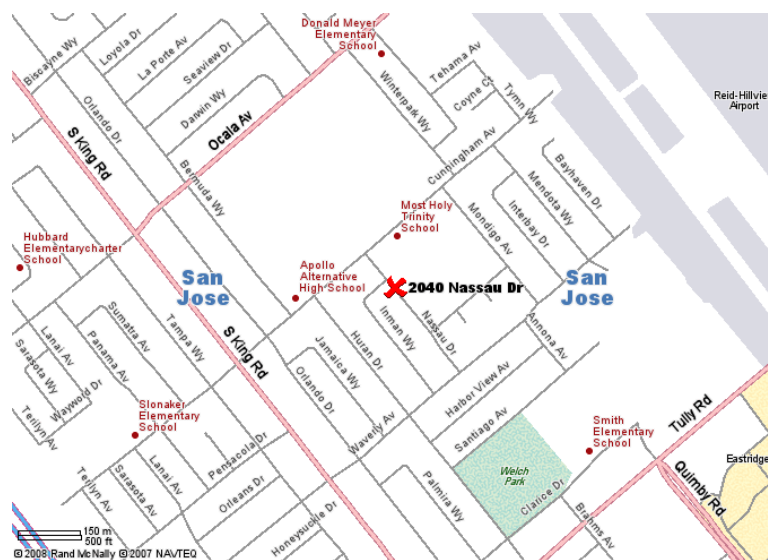 Donald Meyer
Elementary
School
Biscayne Wy
Loyola Dr
La Porte Av
Seaview Dr
Darwin Wy
Orlando Dr
S King Rd
Ocala Av
Bermuda Wy
Winterpark Wy
Tehama Av
Coyne Ct
Tymn Wy
Cunningham Av
Reid-Hillvie
Airport
Bayhaven Dr
Mendota Wy
Interbay Dr
Mondigo Av
Most Holy
Trinity
School
Hubbard
Elementarycharter
School
San
Jose
Apollo
Alternative
High School
2040 Nassau Dr
San
Jose
Sumatra Av
Panama Av
Lanai Av
Sarasota Wy
Waywold Dr
Terilyn Av
Tampa Wy
S King Rd
Orlando Dr
Jamaica Wy
Huran Dr
Inman Wy
Nassau Dr
Annona Av
Harbor View Av
Santiago Av
Waverly Av
Slonaker
Elementary
School
Smith
Elementary
School
Tully Rd
Quimby Rd
Eastridge
Welch
Park
Clarice Dr
Brahms Av
Palmira Wy
Pensacola Dr
Orleans Dr
Honeysuckle Dr
Terilyn Av
Sarasota Av
Lanai Av
150 m
500 ft
© 2008 Rand McNally © 2007 NAVTEQ